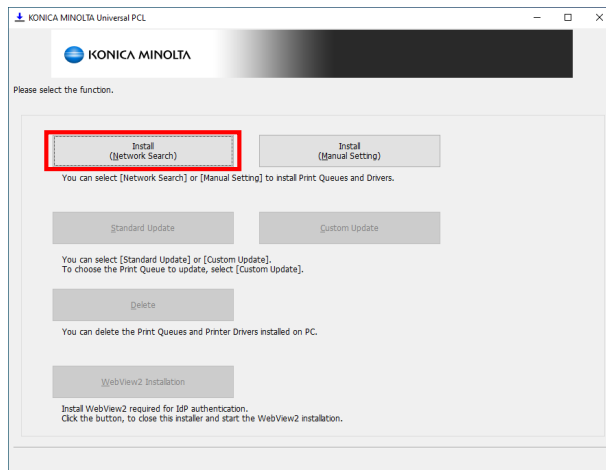 KONICA MINOLTA Universal PCL
KONICA MINOLTA
Please select the function.
Install
(Network Search)
Install
(Manual Setting)
You can select [Network Search] or [Manual Setting] to install Print Queues and Drivers.
Standard Update
Custom Update
You can select [Standard Update] or [Custom Update].
To choose the Print Queue to update, select [Custom Update].
Delete
You can delete the Print Queues and Printer Drivers installed on PC.
WebView2 Installation
Install WebView2 required for IdP authentication.
Click the button, to close this installer and start the WebView2 installation.